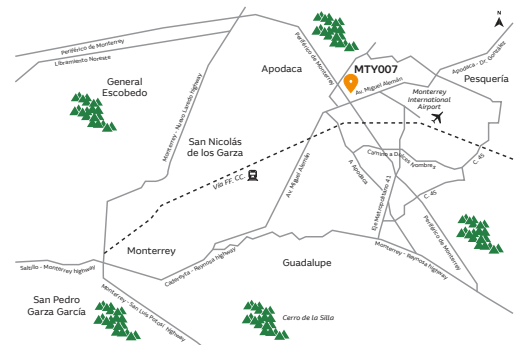 N
Periférico de Monterrey
Libramiento Noreste
General
Escobedo
Monterrey - Nuevo Laredo highway
Apodaca
Periférico de Monterrey
MTY007
Av. Miguel Alemán
Apodaca - Dr. González
Pesquería
Monterrey
International
Airport
San Nicolás
de los Garza
Vía FF. CC.
Av. Miguel Alemán
Camino a Dulces Nombres
A. Apodaca
Eje Metropolitano 41
C. 45
C. 45
Periférico de Monterrey
Monterrey
Saltillo - Monterrey highway
Cadereyta - Reynosa highway
Guadalupe
Monterrey - Reynosa highway
San Pedro
Garza García
Monterrey - San Luis Potosí highway
Cerro de la Silla